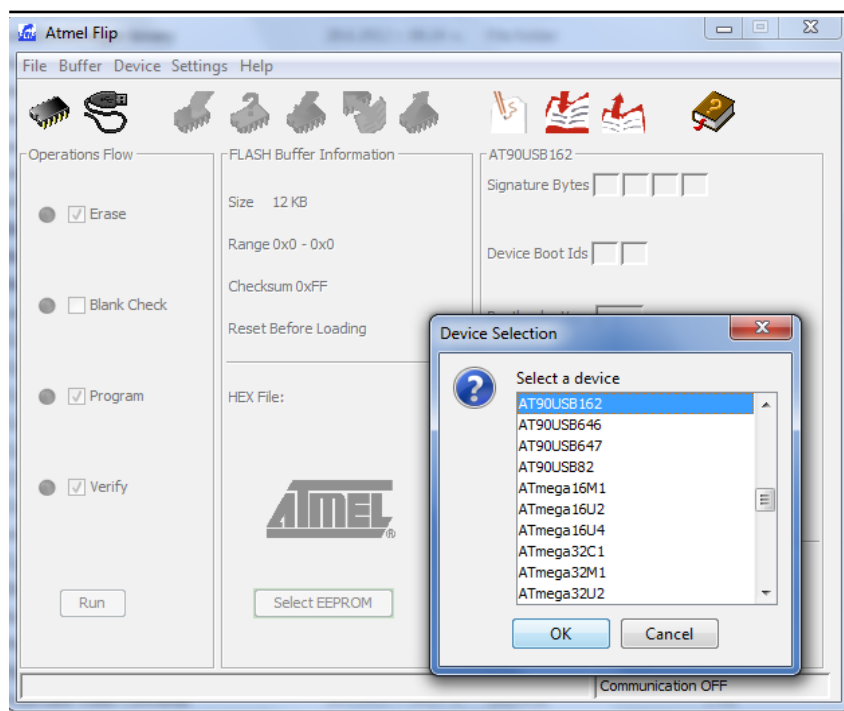 Atmel Flip
File Buffer Device Settings Help
Operations Flow
Erase
Blank Check
Program
Verify
Run
FLASH Buffer Information
Size 12 KB
Range 0x0 - 0x0
Checksum 0xFF
Reset Before Loading
HEX File:
ATMEL
®
Select EEPROM
AT90USB162
Signature Bytes
Device Boot Ids
Device Selection
Select a device
AT90USB162
AT90USB646
AT90USB647
AT90USB82
ATmega16M1
ATmega16U2
ATmega16U4
ATmega32C1
ATmega32M1
ATmega32U2
OK Cancel
Communication OFF